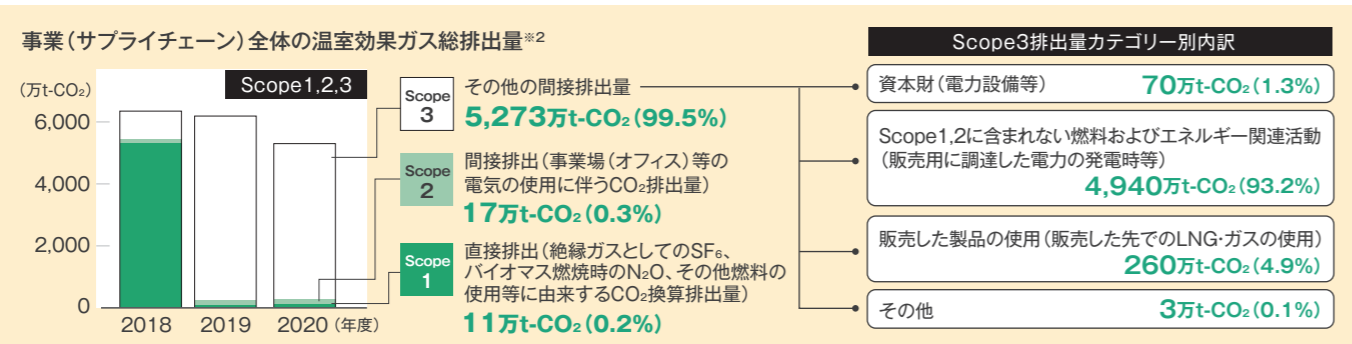 事業（サプライチェーン）全体の温室効果ガス総排出量※2
（万t-CO₂）
6,000
4,000
2,000
0
2018
2019
2020（年度）
Scope1,2,3
Scope
3
その他の間接排出量
5,273万t-CO₂（99.5%）
Scope
2
間接排出（事業場（オフィス）等の
電気の使用に伴うCO₂排出量）
17万t-CO₂（0.3%）
Scope
1
直接排出（絶縁ガスとしてのSF₆、
バイオマス燃焼時のN₂O、その他燃料の
使用等に由来するCO₂換算排出量）
11万t-CO₂（0.2%）
Scope3排出量カテゴリー別内訳
資本財（電力設備等）
70万t-CO₂（1.3%）
Scope1,2に含まれない燃料およびエネルギー関連活動
（販売用に調達した電力の発電時等）
4,940万t-CO₂（93.2%）
販売した製品の使用（販売した先でのLNG・ガスの使用）
260万t-CO₂（4.9%）
その他
3万t-CO₂（0.1%）